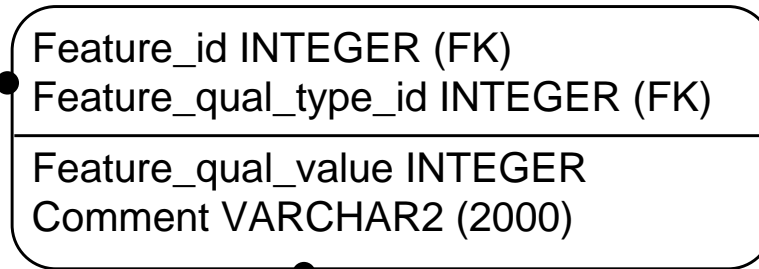 Feature_id INTEGER (FK)
Feature_qual_type_id INTEGER (FK)
Feature_qual_value INTEGER
Comment VARCHAR2 (2000)